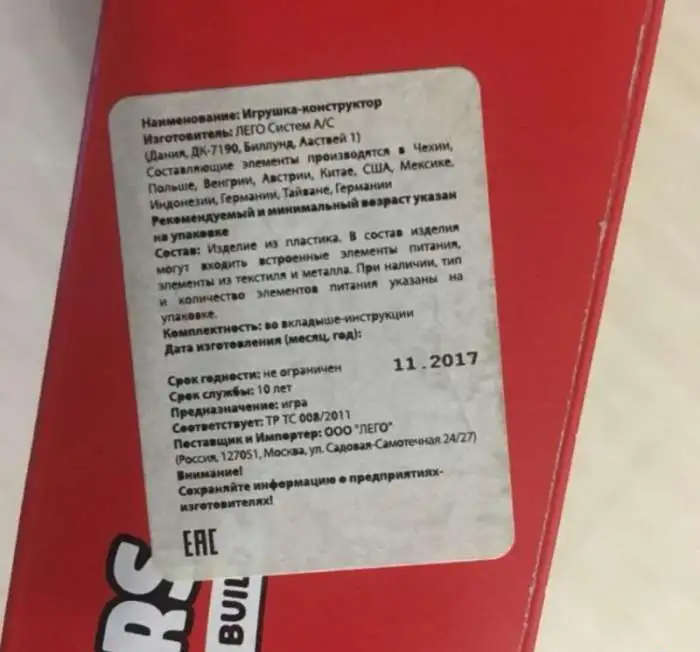 Наименование: Игрушка-конструктор
Изготовитель: ЛЕГО Систем А/С
(Дания, ДК-7190, Биллунд,Ааствей 1)
Составляющие элементы производятся в Чехии,
Польше, Венгрии, Австрии, Китае, США, Мексике,
Индонезии, Германии, Тайване, Германии
Рекомендуемый и минимальный возраст указан
на упаковке
Состав: Изделие из пластика. В состав изделия
могут входить встроенные элементы питания,
элементы из текстиля и металла. При наличии, тип
и количество элементов питания указаны на
упаковке.
Комплектность: во вкладыше-инструкции
Дата изготовления (месяц, год):
11.2017
Срок годности: не ограничен
Срок службы: 10 лет
Предназначение: игра
Соответствует: ТР ТС 008/2011
Поставщик и Импортер: ООО "ЛЕГО"
(Россия, 127051, Москва, ул. Садовая-Самотечная 24/27)
Внимание!
Сохраняйте информацию о предприятиях-
изготовителях!
EAC
RS
BUIL